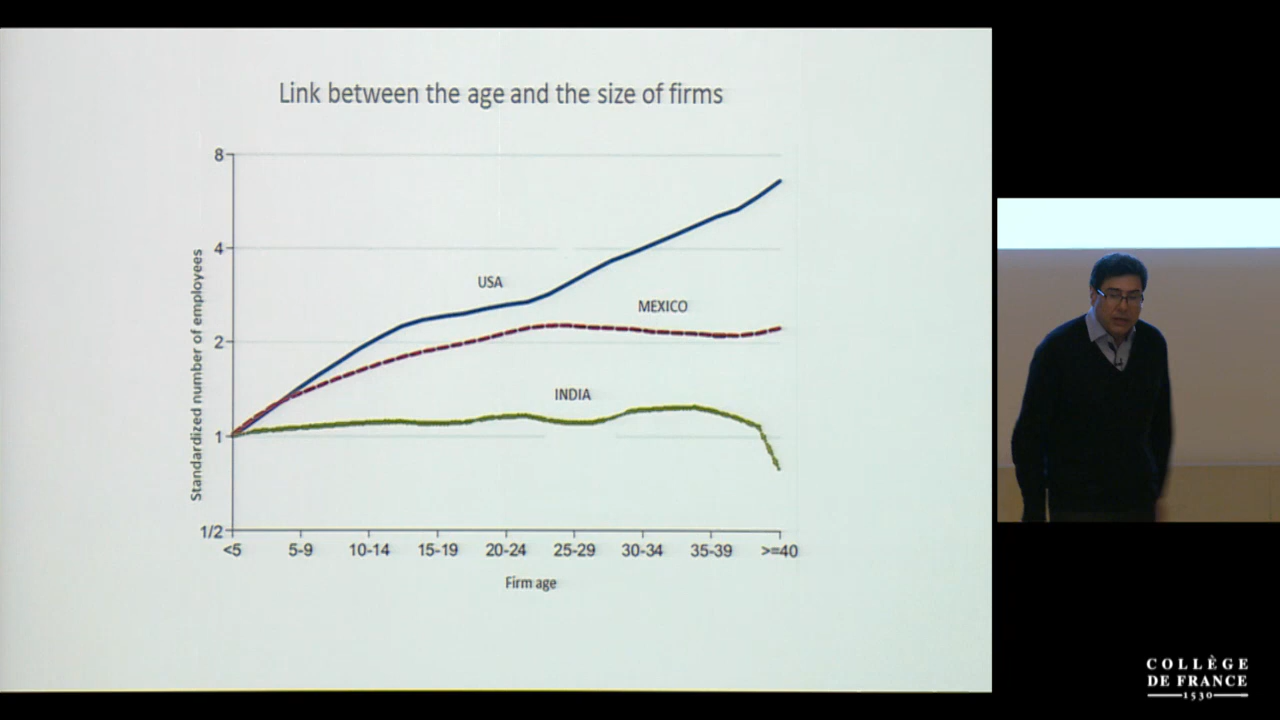 Link between the age and the size of firms
8
4
2
1
1/2
Standardized number of employees
USA
MEXICO
INDIA
<5 5-9 10-14 15-19 20-24 25-29 30-34 35-39 >=40
Firm age
COLLÈGE
DE FRANCE
1530